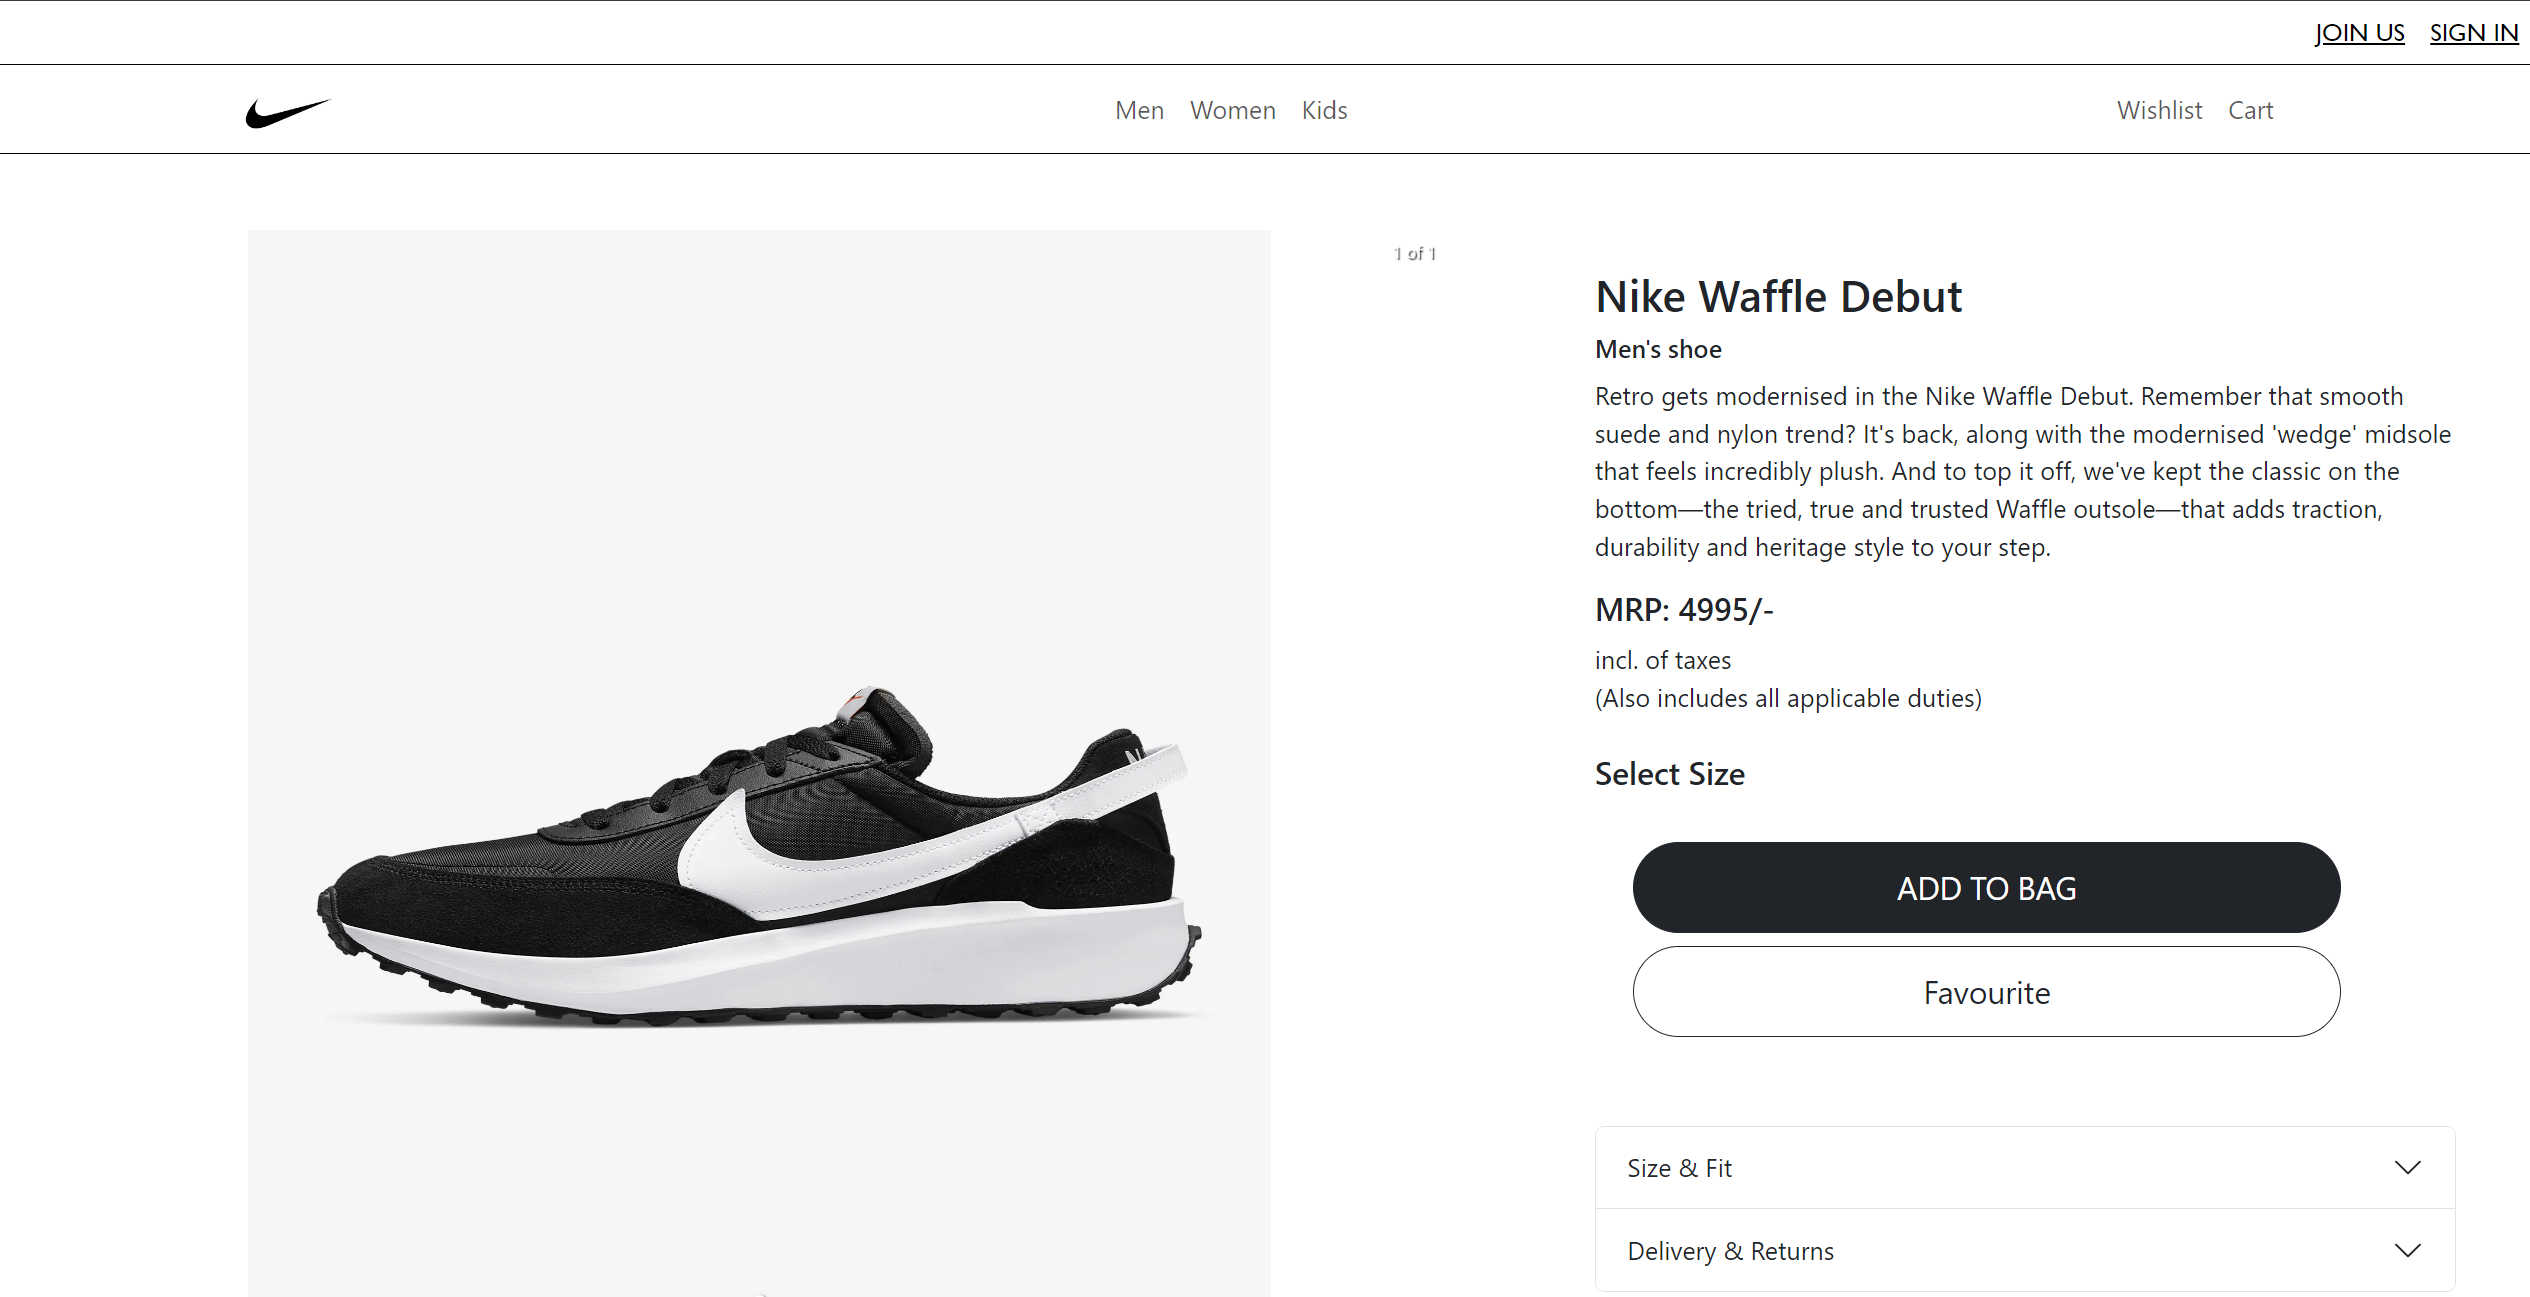 JOIN US SIGN IN
Men Women Kids Wishlist Cart
1 of 1
Nike Waffle Debut
Men's shoe
Retro gets modernised in the Nike Waffle Debut. Remember that smooth
suede and nylon trend? It's back, along with the modernised 'wedge' midsole
that feels incredibly plush. And to top it off, we've kept the classic on the
bottom—the tried, true and trusted Waffle outsole—that adds traction,
durability and heritage style to your step.
MRP: 4995/-
incl. of taxes
(Also includes all applicable duties)
Select Size
ADD TO BAG
Favourite
Size & Fit
Delivery & Returns